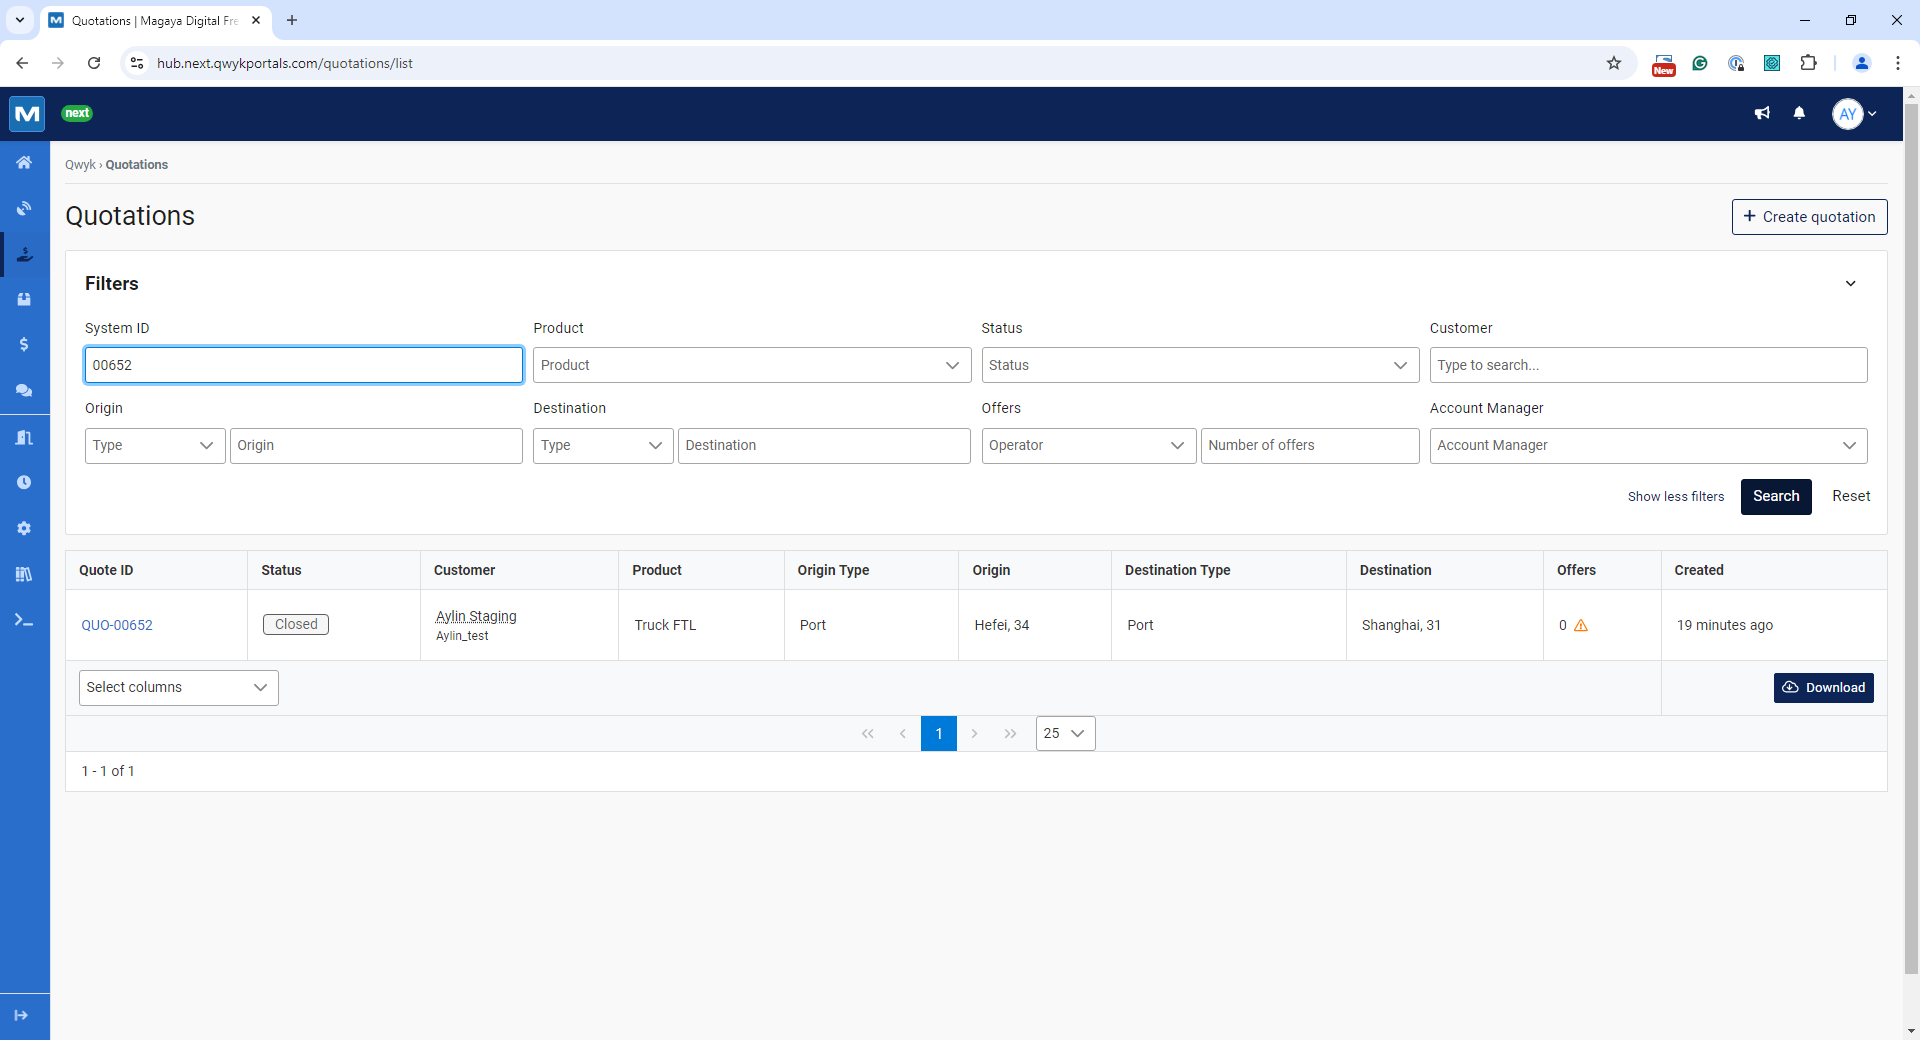 Quotations | Magaya Digital Fre
hub.next.qwykportals.com/quotations/list
New
M next AY
Qwyk › Quotations
Quotations
+ Create quotation
Filters
System ID Product Status Customer
00652 Product Status Type to search...
Origin Destination Offers Account Manager
Type Origin Type Destination Operator Number of offers Account Manager
Show less filters Search Reset
Quote ID Status Customer Product Origin Type Origin Destination Type Destination Offers Created
QUO-00652 Closed Aylin Staging Truck FTL Port Hefei, 34 Port Shanghai, 31 0 19 minutes ago
Aylin_test
Select columns Download
« ‹ 1 › » 25
1 - 1 of 1